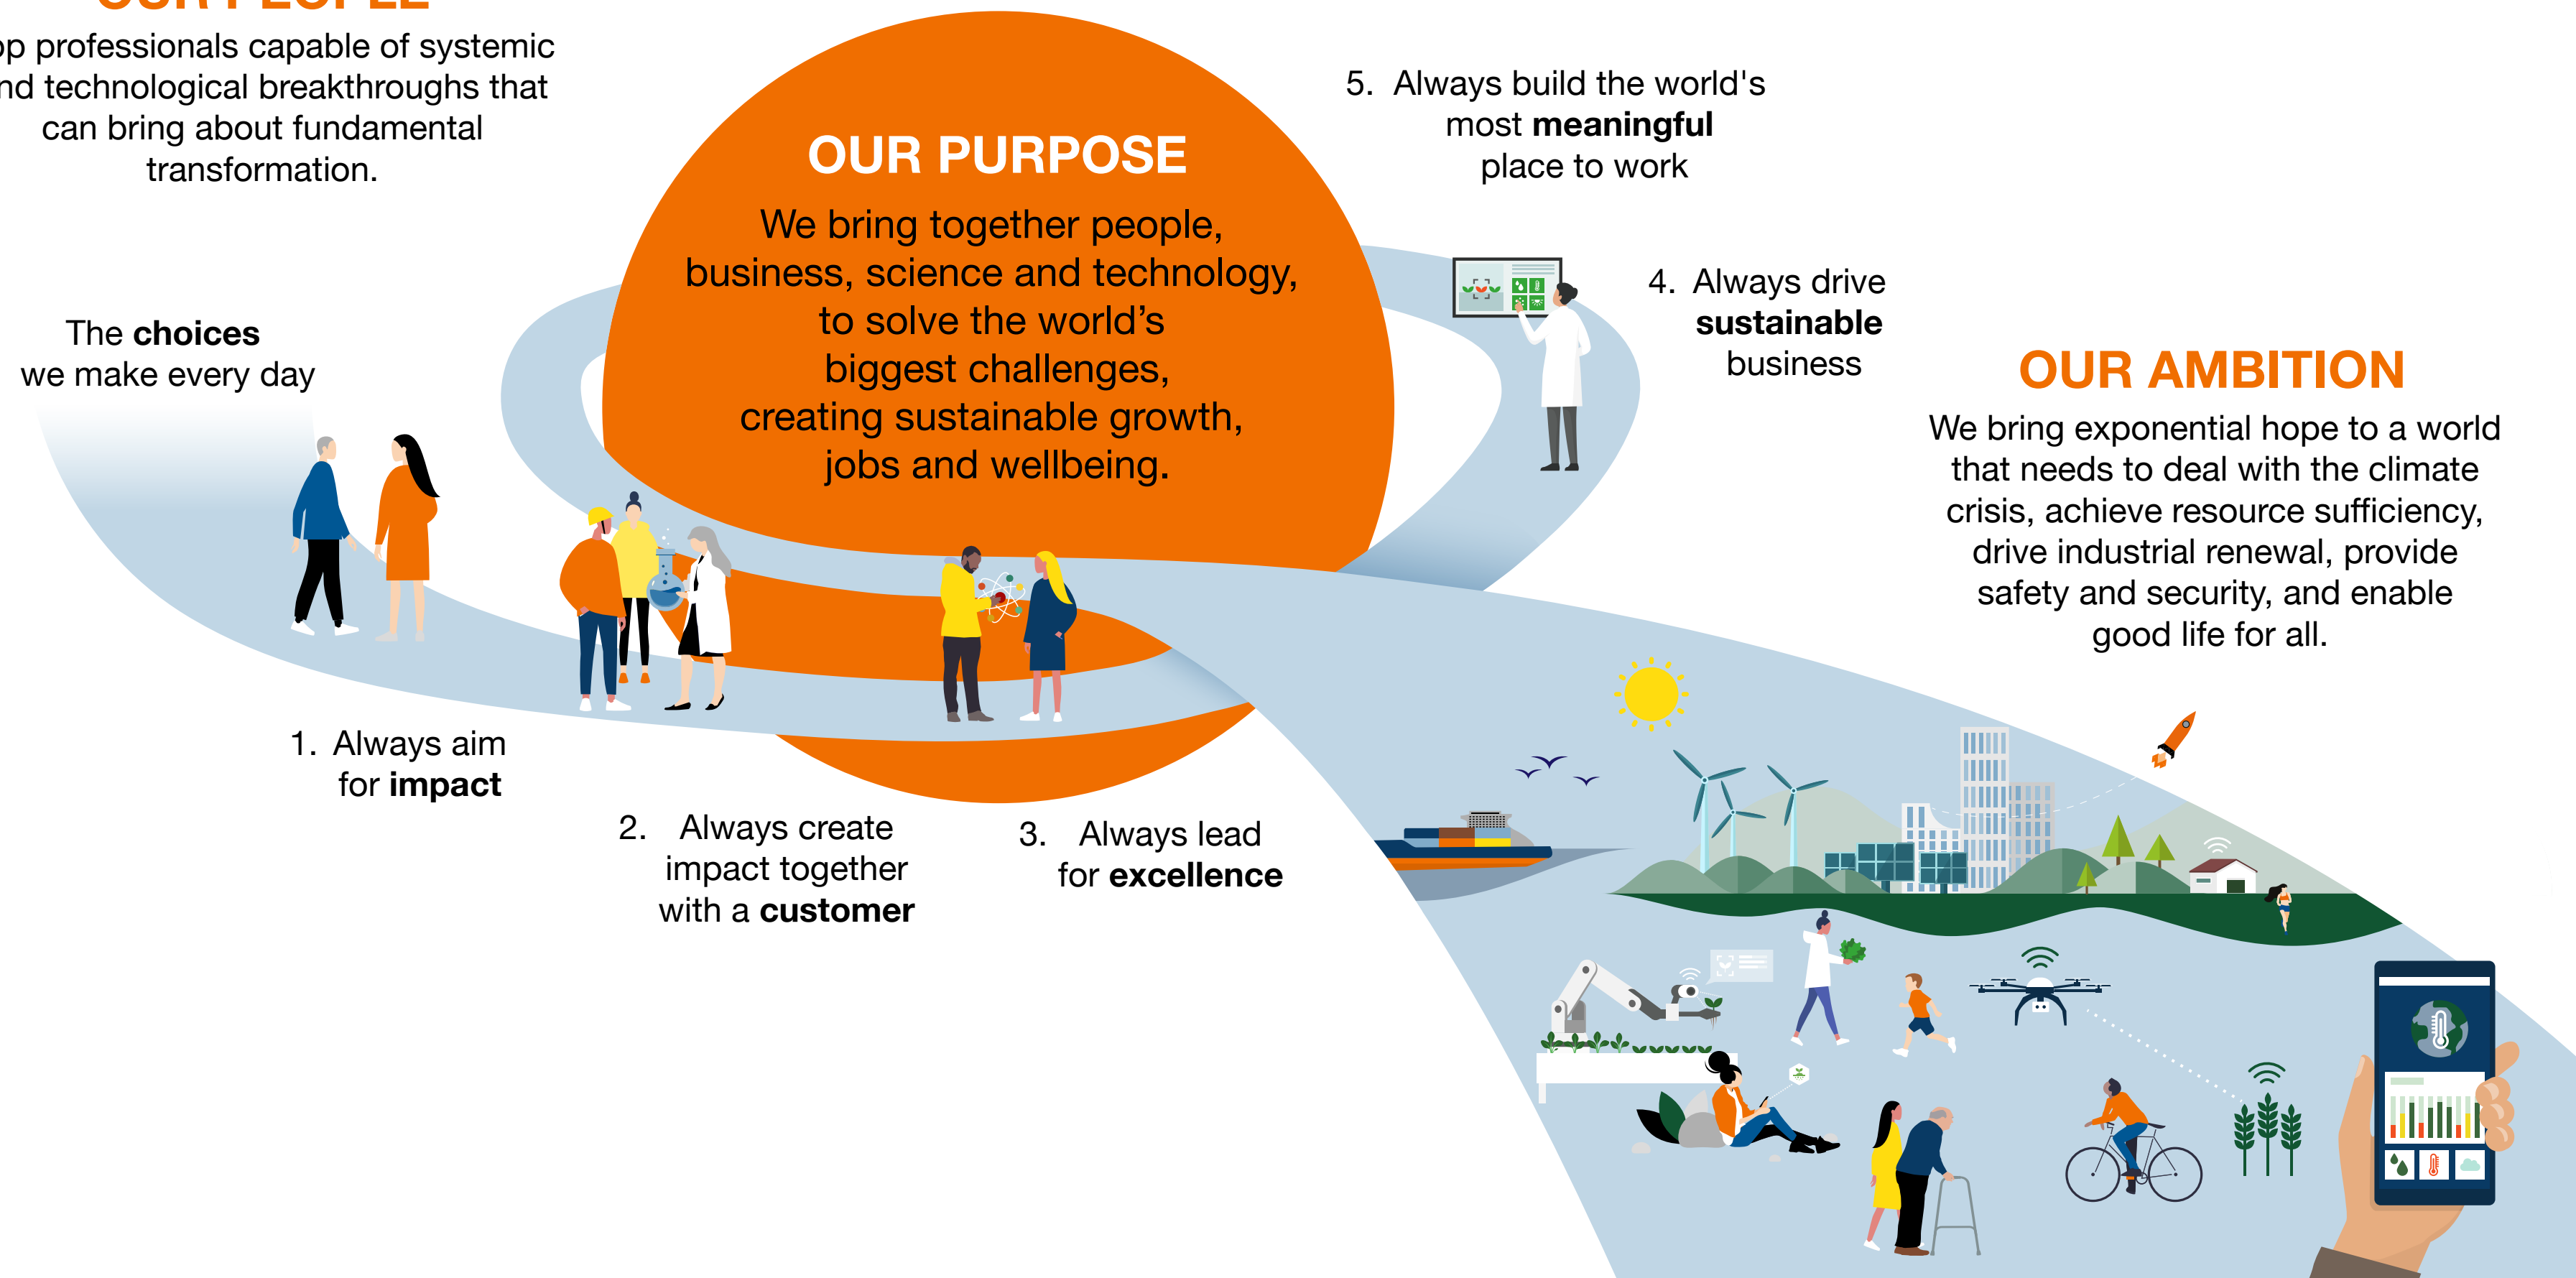 OUR PEOPLE
professionals capable of systemic
technological breakthroughs that
can bring about fundamental
transformation.
The choices
we make every day
OUR PURPOSE
We bring together people,
business, science and technology,
to solve the world’s
biggest challenges,
creating sustainable growth,
jobs and wellbeing.
1. Always aim
for impact
2. Always create
impact together
with a customer
3. Always lead
for excellence
4. Always drive
sustainable
business
5. Always build the world's
most meaningful
place to work
OUR AMBITION
We bring exponential hope to a world
that needs to deal with the climate
crisis, achieve resource sufficiency,
drive industrial renewal, provide
safety and security, and enable
good life for all.